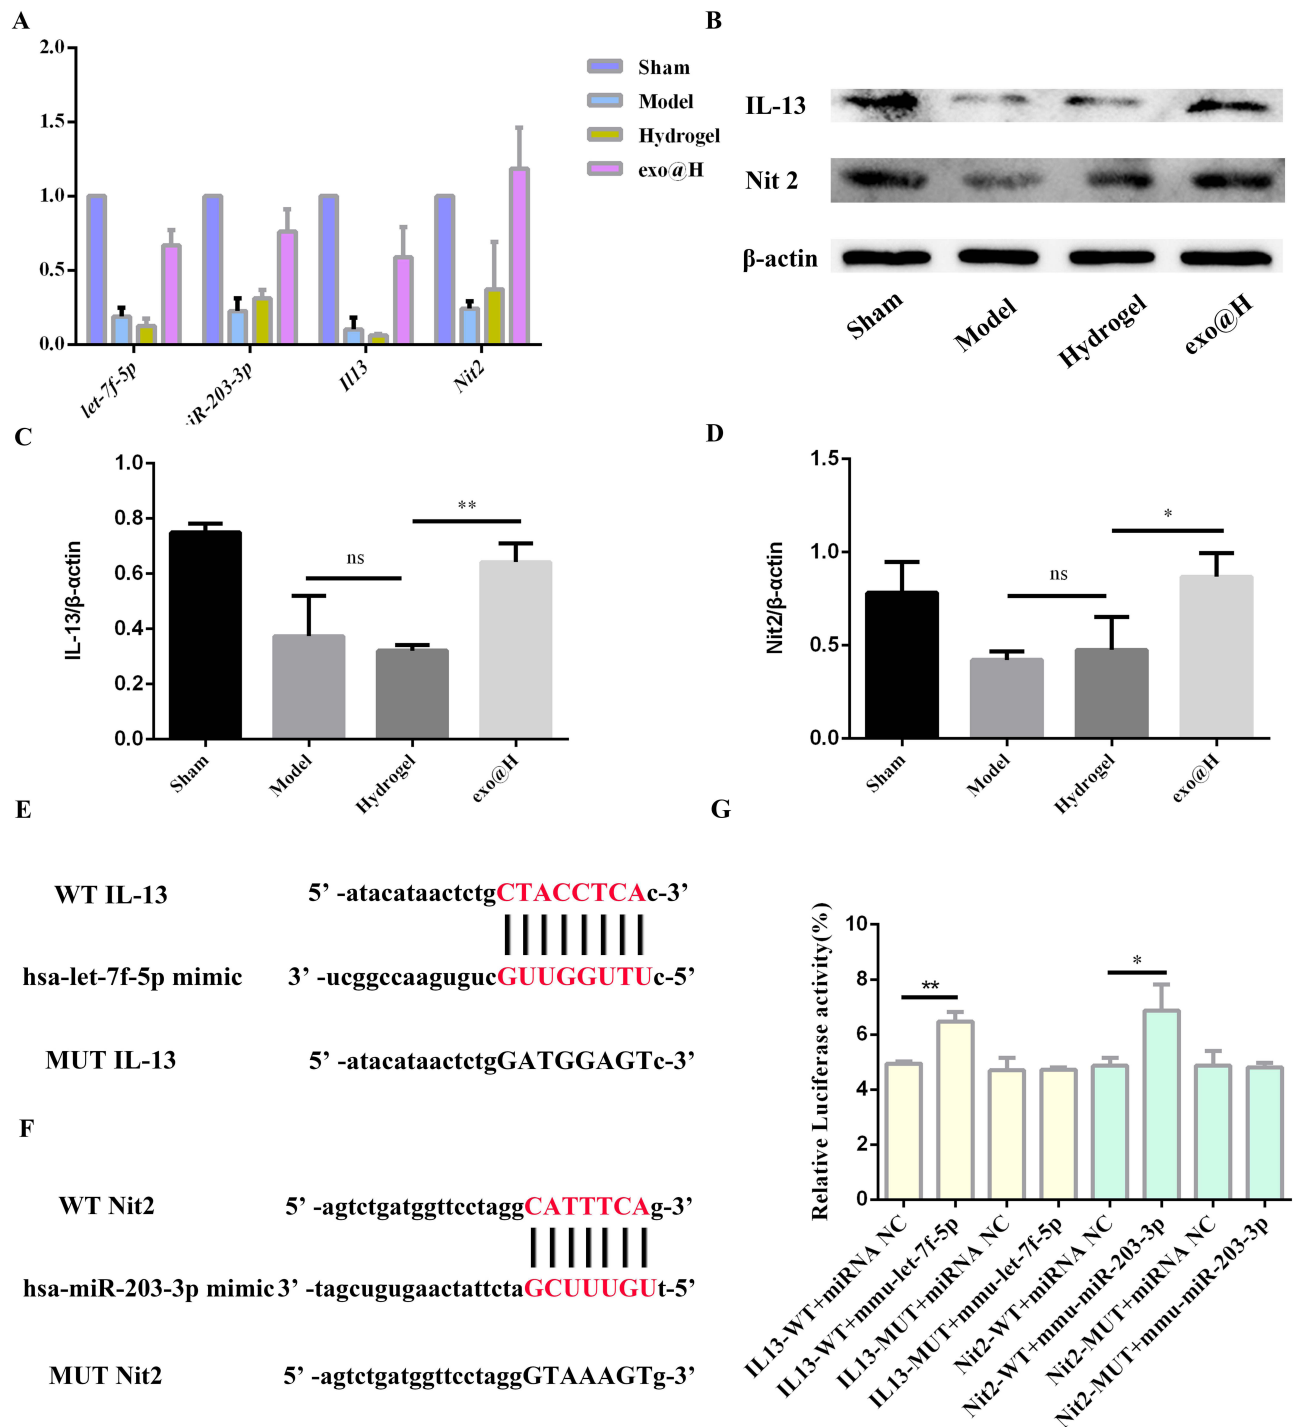 A
2.0
1.5
1.0
0.5
0.0
let-7f-5p
iR-203-3p
Il13
Nit2
Sham
Model
Hydrogel
exo@H
B
IL-13
Nit 2
β-actin
Sham
Model
Hydrogel
exo@H
C
IL-13/β-αctin
1.0
0.8
0.6
0.4
0.2
0.0
ns
**
Sham
Model
Hydrogel
exo@H
D
Nit2/β-αctin
1.5
1.0
0.5
0.0
ns
*
Sham
Model
Hydrogel
exo@H
E
WT IL-13 5’ -atacataactctgCTACCTCAc-3’
hsa-let-7f-5p mimic 3’ -ucggccaagugucGUUGGUTUc-5’
MUT IL-13 5’ -atacataactctgGATGGAGTc-3’
F
WT Nit2 5’ -agtctgatggttcctaggCATTTCAg-3’
hsa-miR-203-3p mimic 3’ -tagcugugaactattctaGCUUUGUt-5’
MUT Nit2 5’ -agtctgatggttcctaggGTAAAGTg-3’
G
Relative Luciferase activity(%)
10
8
6
4
2
0
**
*
IL13-WT+miRNA NC
IL13-WT+mmu-let-7f-5p
IL13-MUT+miRNA NC
IL13-MUT+mmu-let-7f-5p
Nit2-WT+miRNA NC
Nit2-WT+mmu-miR-203-3p
Nit2-MUT+miRNA NC
Nit2-MUT+mmu-miR-203-3p